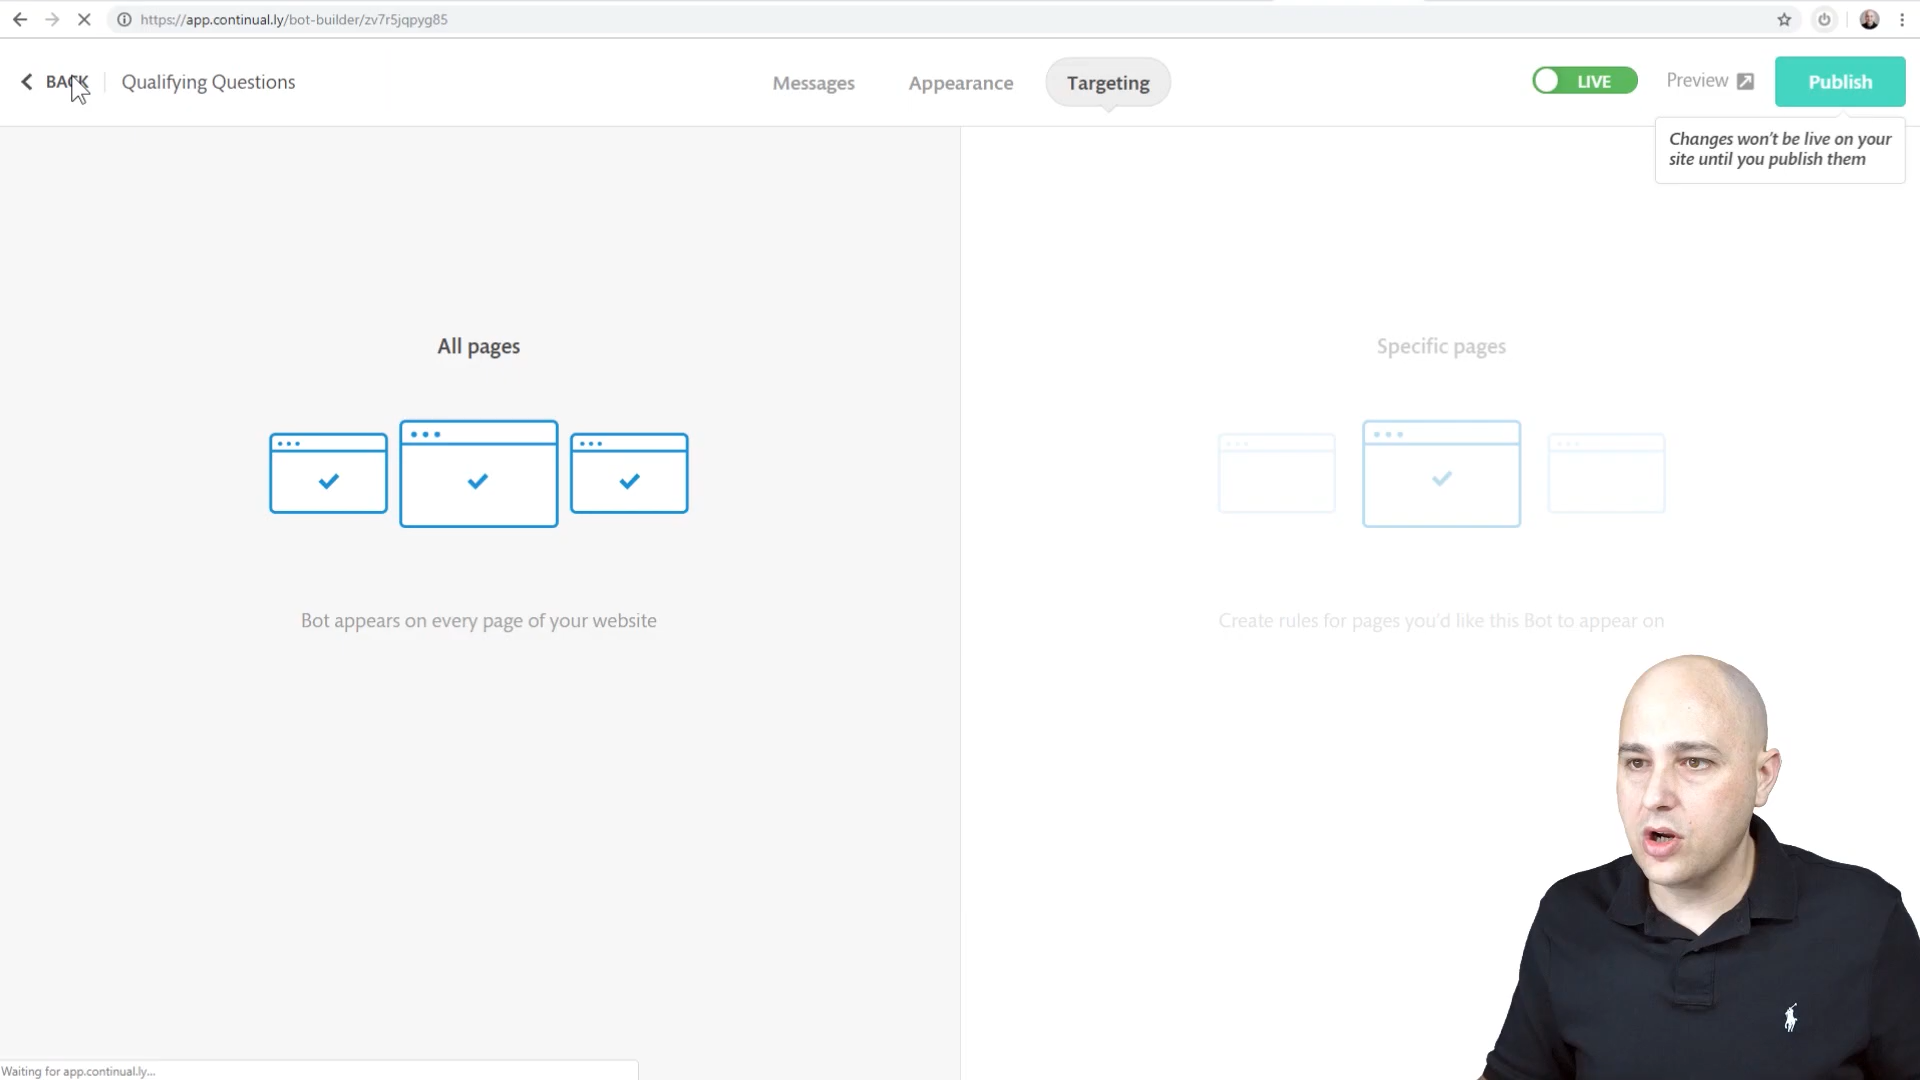 https://app.continual.ly/bot-builder/zv7r5jqpyg85
BACK
Qualifying Questions
Messages
Appearance
Targeting
LIVE
Preview
Publish
Changes won't be live on your
site until you publish them
All pages
Specific pages
Bot appears on every page of your website
Create rules for pages you'd like this Bot to appear on
Waiting for app.continual.ly...